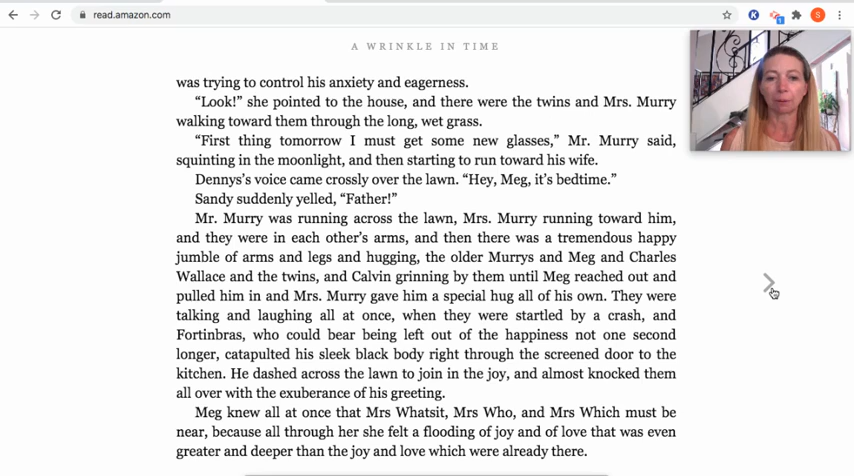 read.amazon.com
S
1
A WRINKLE IN TIME
was trying to control his anxiety and eagerness.
“Look!” she pointed to the house, and there were the twins and Mrs. Murry
walking toward them through the long, wet grass.
“First thing tomorrow I must get some new glasses,” Mr. Murry said,
squinting in the moonlight, and then starting to run toward his wife.
Dennys’s voice came crossly over the lawn. “Hey, Meg, it’s bedtime.”
Sandy suddenly yelled, “Father!”
Mr. Murry was running across the lawn, Mrs. Murry running toward him,
and they were in each other’s arms, and then there was a tremendous happy
jumble of arms and legs and hugging, the older Murrys and Meg and Charles
Wallace and the twins, and Calvin grinning by them until Meg reached out and
pulled him in and Mrs. Murry gave him a special hug all of his own. They were
talking and laughing all at once, when they were startled by a crash, and
Fortinbras, who could bear being left out of the happiness not one second
longer, catapulted his sleek black body right through the screened door to the
kitchen. He dashed across the lawn to join in the joy, and almost knocked them
all over with the exuberance of his greeting.
Meg knew all at once that Mrs Whatsit, Mrs Who, and Mrs Which must be
near, because all through her she felt a flooding of joy and of love that was even
greater and deeper than the joy and love which were already there.